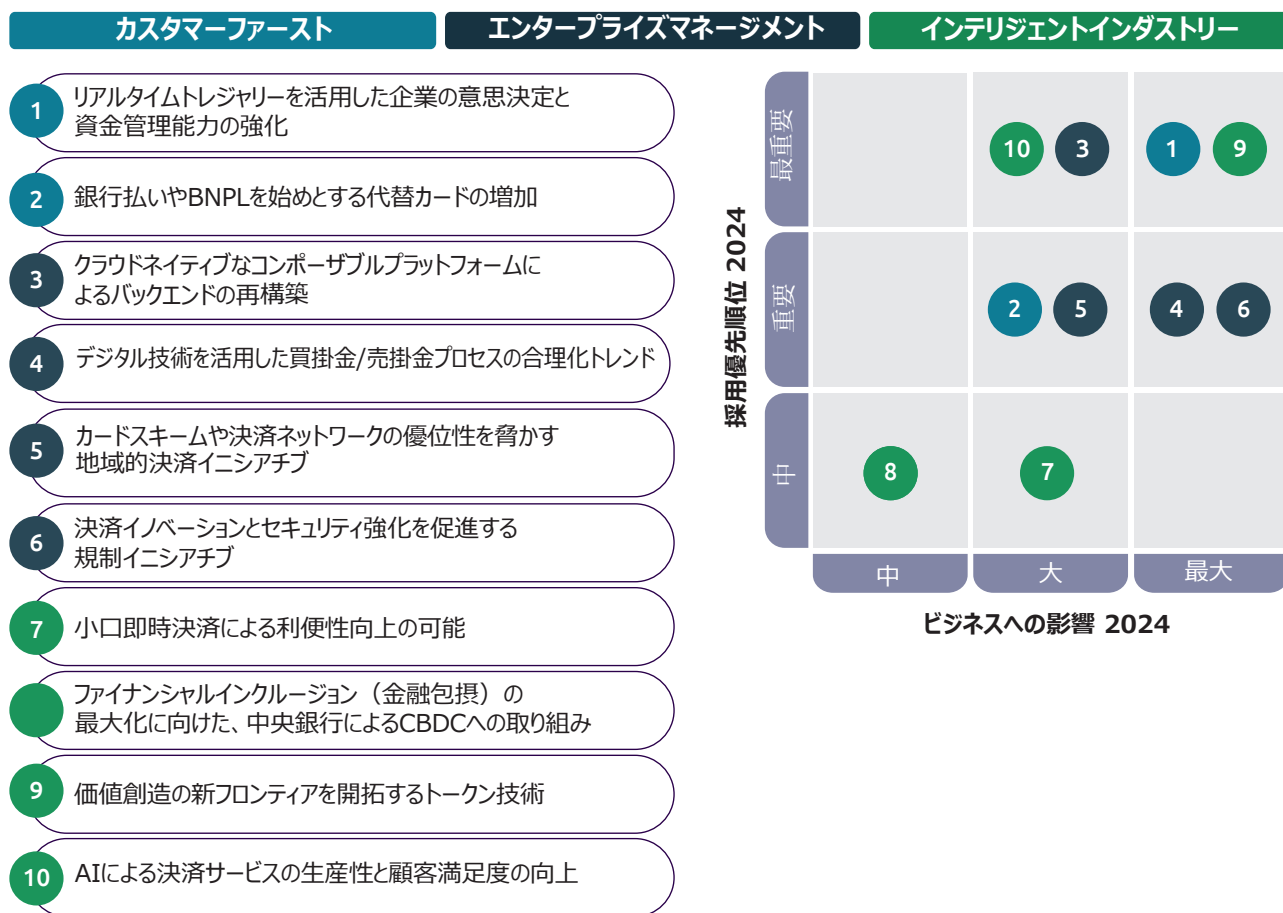 カスタマーファースト
エンタープライズマネージメント
インテリジェントインダストリー
1
リアルタイムトレジャリーを活用した企業の意思決定と
資金管理能力の強化
2
銀行払いやBNPLを始めとする代替カードの増加
3
クラウドネイティブなコンポーザブルプラットフォームに
よるバックエンドの再構築
4
デジタル技術を活用した買掛金/売掛金プロセスの合理化トレンド
5
カードスキームや決済ネットワークの優位性を脅かす
地域的決済イニシアチブ
6
決済イノベーションとセキュリティ強化を促進する
規制イニシアチブ
7
小口即時決済による利便性向上の可能
ファイナンシャルインクルージョン（金融包摂）の
最大化に向けた、中央銀行によるCBDCへの取り組み
9
価値創造の新フロンティアを開拓するトークン技術
10
AIによる決済サービスの生産性と顧客満足度の向上
採用優先順位 2024
最重要
10 3 1 9
重要
2 5 4 6
中
8 7
中 大 最大
ビジネスへの影響 2024